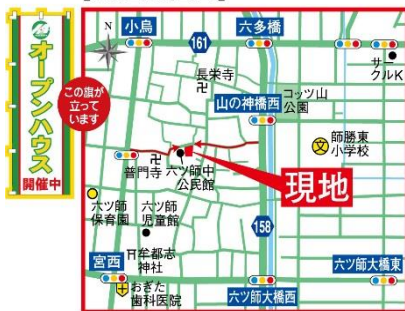 オープンハウス
開催中
この旗が
立って
います
N
小烏
161
六多橋
サー
クルK
長栄寺
山の神橋西
コッツ山
公園
師勝東
小学校
文
普門寺
六ツ師中
公民館
現地
六ツ師
保育園
六ツ師
児童館
158
牟都志
神社
宮西
おぎた
歯科医院
六ツ師大橋西
六ツ師大橋東